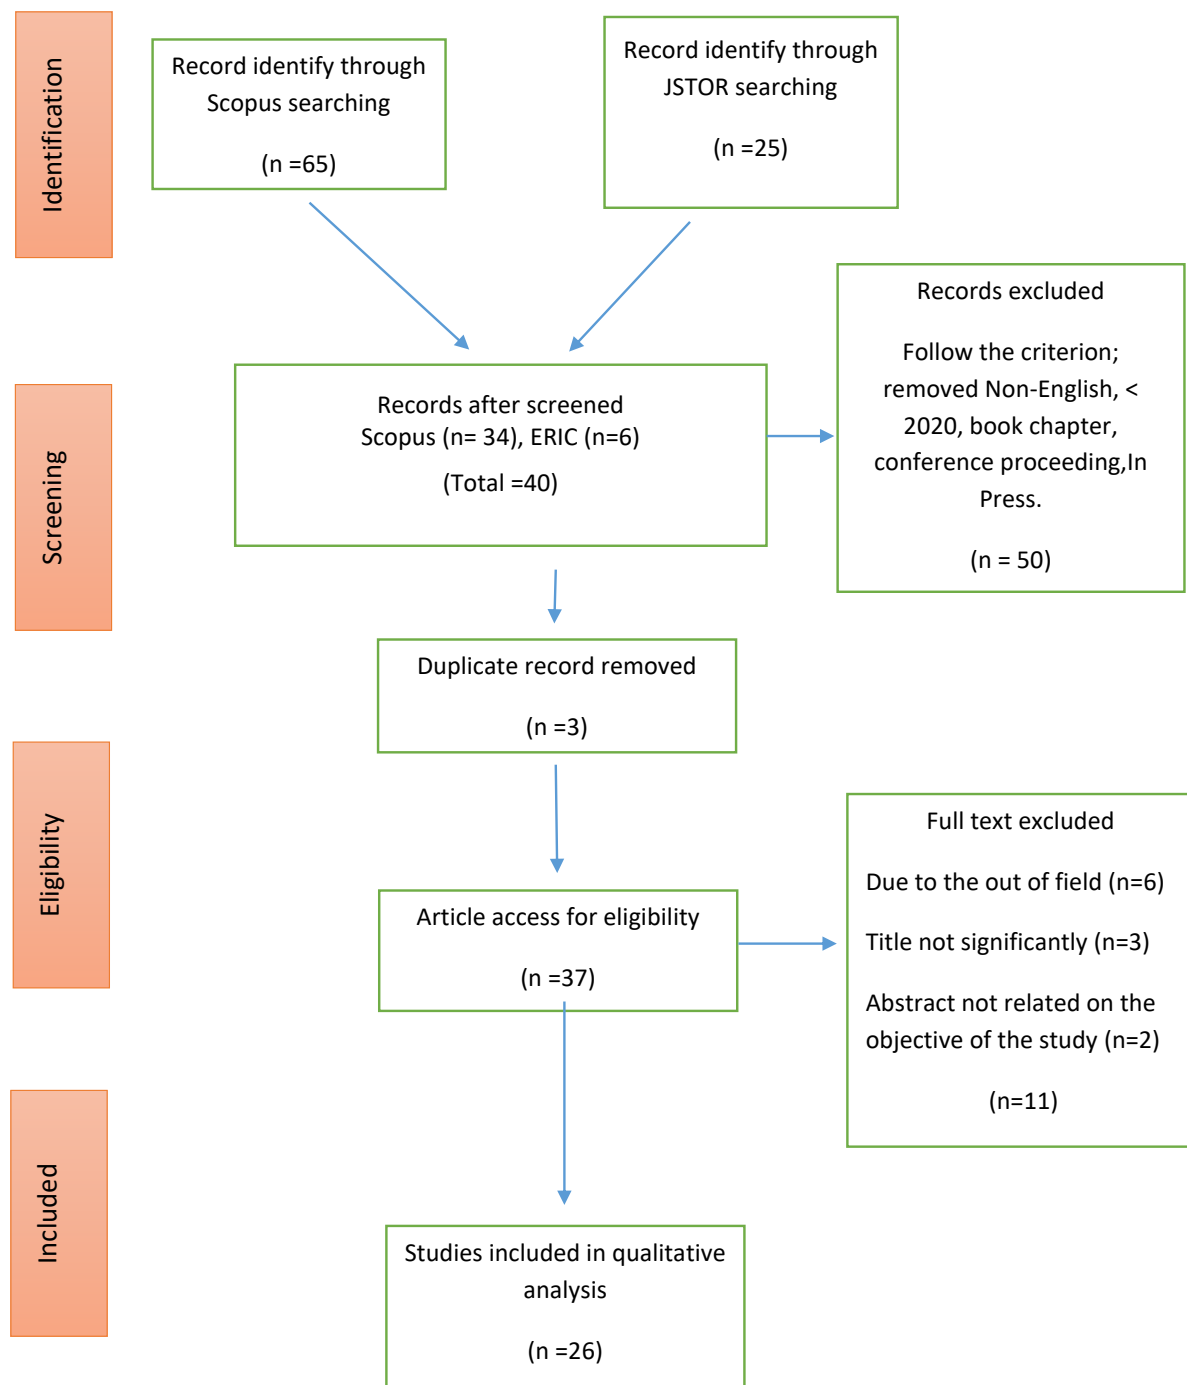 Identification
Record identify through
Scopus searching
(n =65)
Record identify through
JSTOR searching
(n =25)
Screening
Records after screened
Scopus (n= 34), ERIC (n=6)
(Total =40)
Records excluded
Follow the criterion;
removed Non-English, <
2020, book chapter,
conference proceeding,In
Press.
(n = 50)
Duplicate record removed
(n =3)
Eligibility
Article access for eligibility
(n =37)
Full text excluded
Due to the out of field (n=6)
Title not significantly (n=3)
Abstract not related on the
objective of the study (n=2)
(n=11)
Included
Studies included in qualitative
analysis
(n =26)